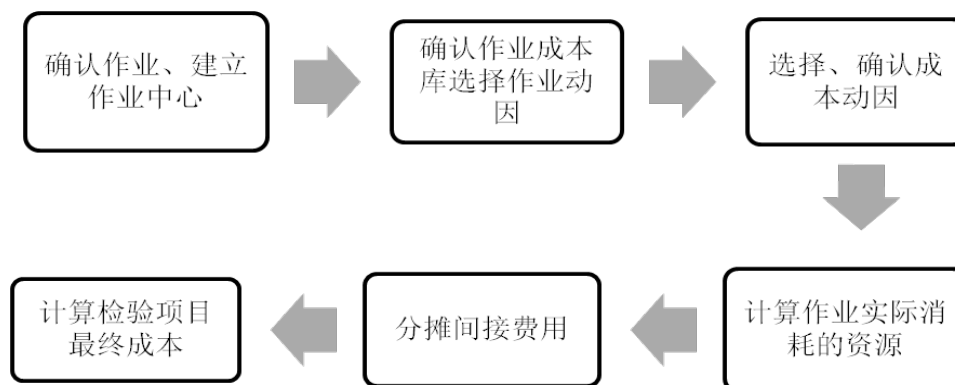 确认作业、建立
作业中心
确认作业成本
库选择作业动
因
选择、确认成
本动因
计算作业实际消
耗的资源
分摊间接费用
计算检验项目
最终成本